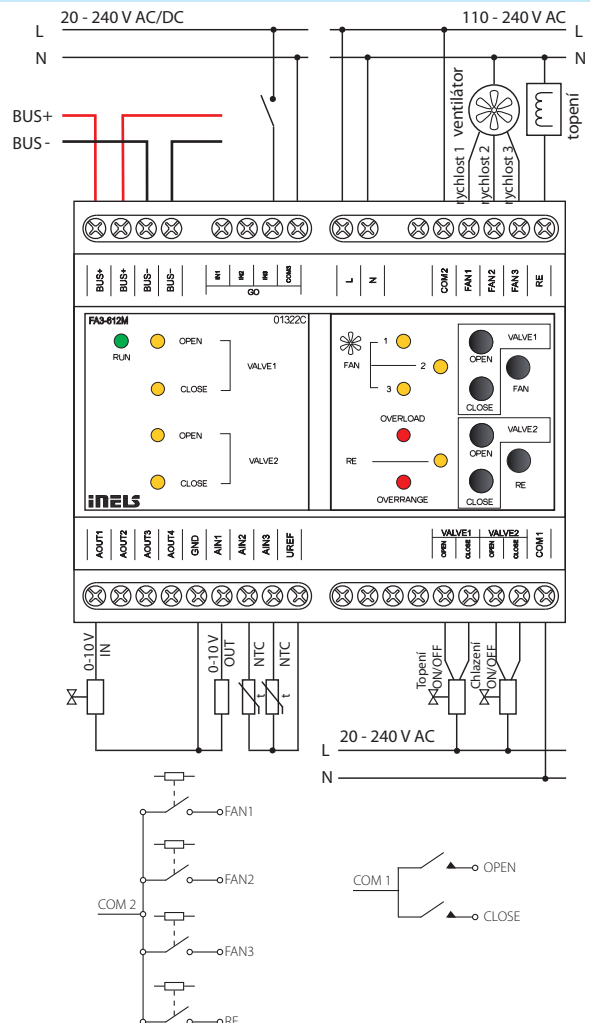 20 - 240 V AC/DC
110 - 240 V AC
L
L
N
N
BUS+
BUS -
ventilátor
topení
rychlost 1
rychlost 2
rychlost 3
BUS+
BUS+
BUS−
BUS−
IN1
IN2
IN3
COM3
GO
L
N
COM2
FAN1
FAN2
FAN3
RE
FA3-612M
01322C
RUN
OPEN
CLOSE
VALVE1
OPEN
CLOSE
VALVE2
iNELS
FAN
1
2
3
OVERLOAD
RE
OVERRANGE
VALVE1
OPEN
CLOSE
FAN
VALVE2
OPEN
CLOSE
RE
AOUT1
AOUT2
AOUT3
AOUT4
GND
AIN1
AIN2
AIN3
UREF
VALVE1
VALVE2
OPEN
CLOSE
OPEN
CLOSE
COM1
0-10 V
IN
0-10 V
OUT
NTC
NTC
t
t
Topení
ON/OFF
Chlazení
ON/OFF
20 - 240 V AC
L
N
FAN1
FAN2
COM 2
FAN3
RE
COM 1
OPEN
CLOSE